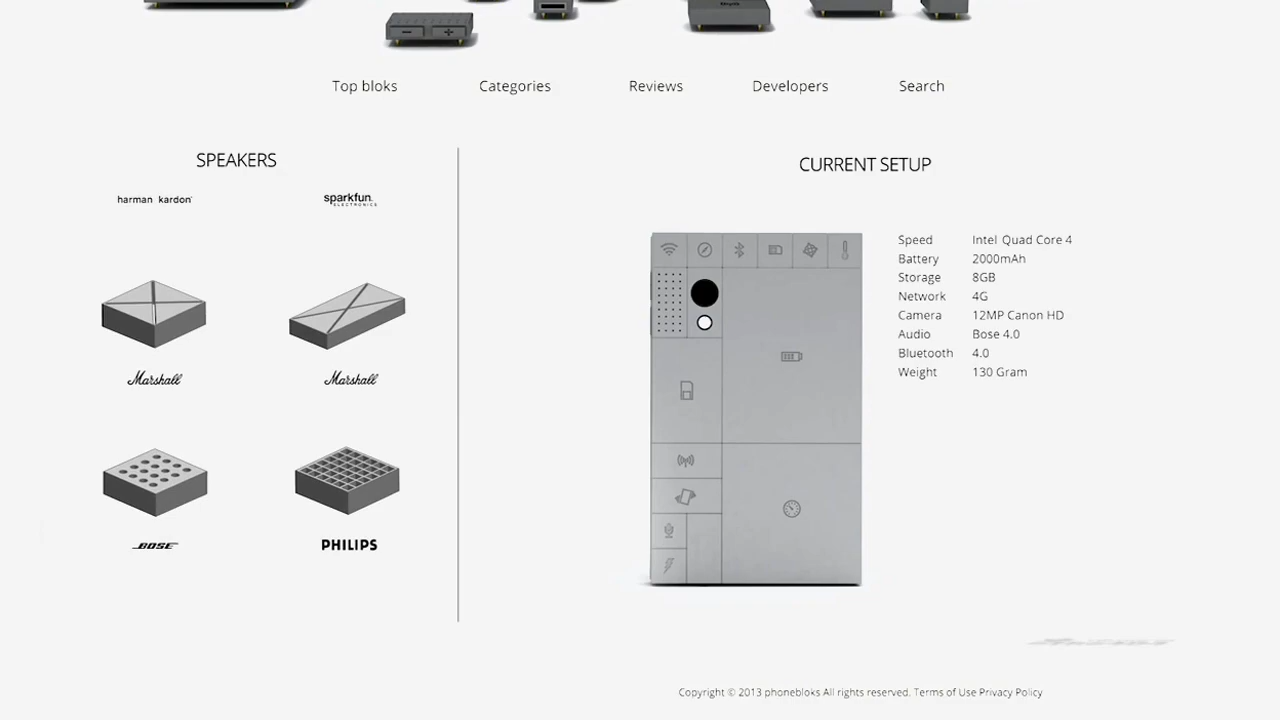 Top bloks Categories Reviews Developers Search
SPEAKERS
harman kardon
sparkfun
ELECTRONICS
Marshall
Marshall
BOSE
PHILIPS
CURRENT SETUP
Speed Intel Quad Core 4
Battery 2000mAh
Storage 8GB
Network 4G
Camera 12MP Canon HD
Audio Bose 4.0
Bluetooth 4.0
Weight 130 Gram
Copyright © 2013 phonebloks All rights reserved. Terms of Use Privacy Policy